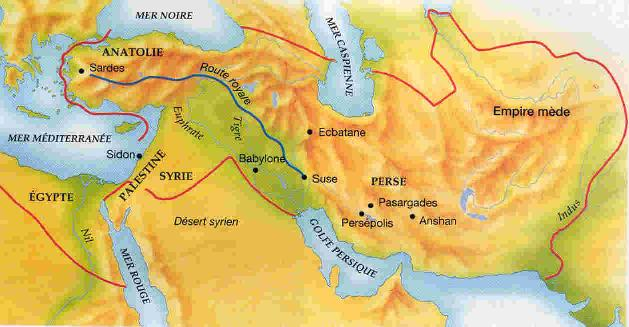 MER NOIRE
ANATOLIE
Sardes
Route royale
MER CASPIENNE
Empire mède
MER MÉDITERRANÉE
Euphrate
Tigre
Ecbatane
Sidon
Babylone
PALESTINE
SYRIE
Suse
PERSE
ÉGYPTE
Pasargades
Persépolis
Anshan
Indus
Désert syrien
Nil
MER ROUGE
GOLFE PERSIQUE